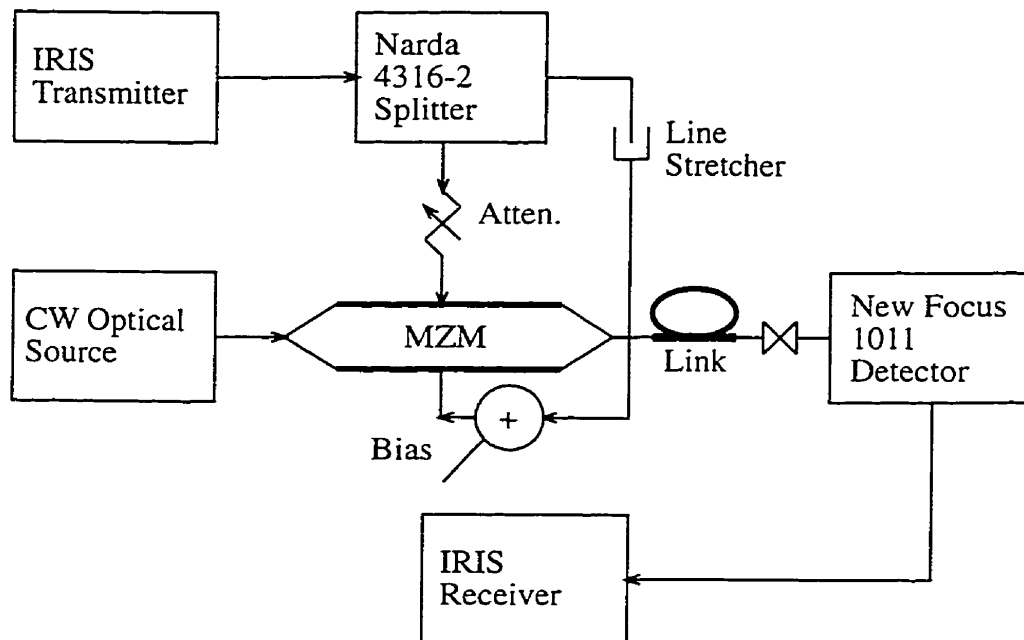 IRIS
Transmitter
Narda
4316-2
Splitter
Line
Stretcher
Atten.
CW Optical
Source
MZM
Link
New Focus
1011
Detector
+
Bias
IRIS
Receiver